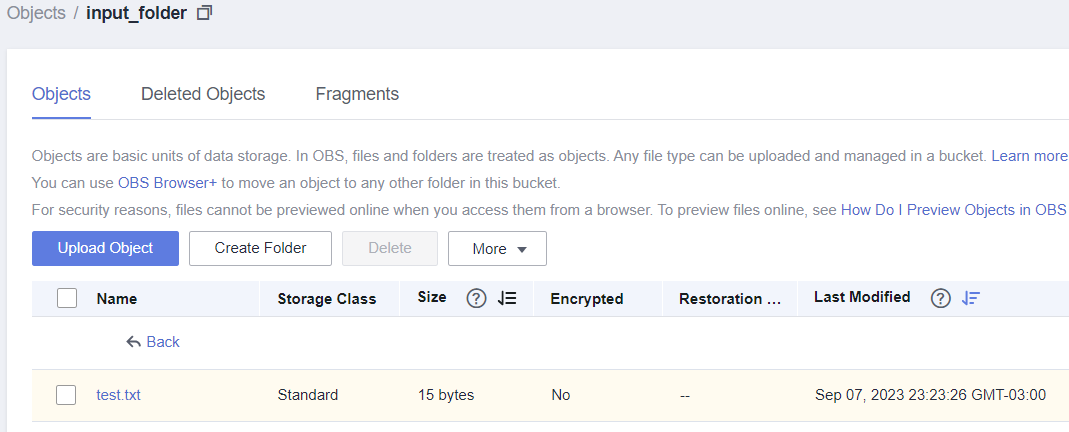 Objects / input_folder
Objects Deleted Objects Fragments
Objects are basic units of data storage. In OBS, files and folders are treated as objects. Any file type can be uploaded and managed in a bucket. Learn more
You can use OBS Browser+ to move an object to any other folder in this bucket.
For security reasons, files cannot be previewed online when you access them from a browser. To preview files online, see How Do I Preview Objects in OBS
Upload Object Create Folder Delete More
Name Storage Class Size ? Encrypted Restoration ... Last Modified ?
Back
test.txt Standard 15 bytes No -- Sep 07, 2023 23:23:26 GMT-03:00